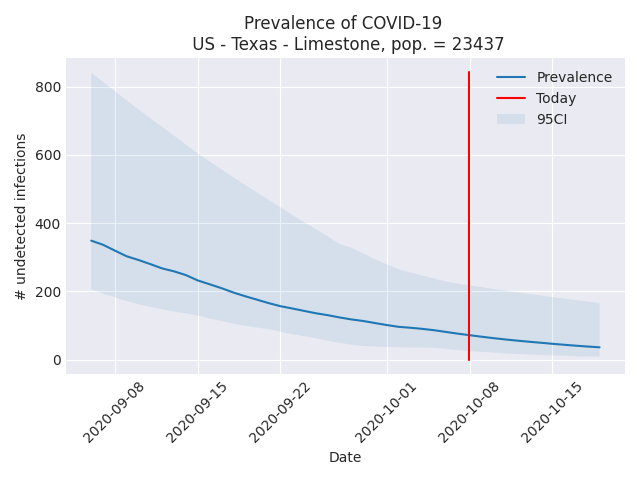 Prevalence of COVID-19
US - Texas - Limestone, pop. = 23437
Prevalence
Today
95CI
# undetected infections
800
600
400
200
0
2020-09-08
2020-09-15
2020-09-22
2020-10-01
2020-10-08
2020-10-15
Date